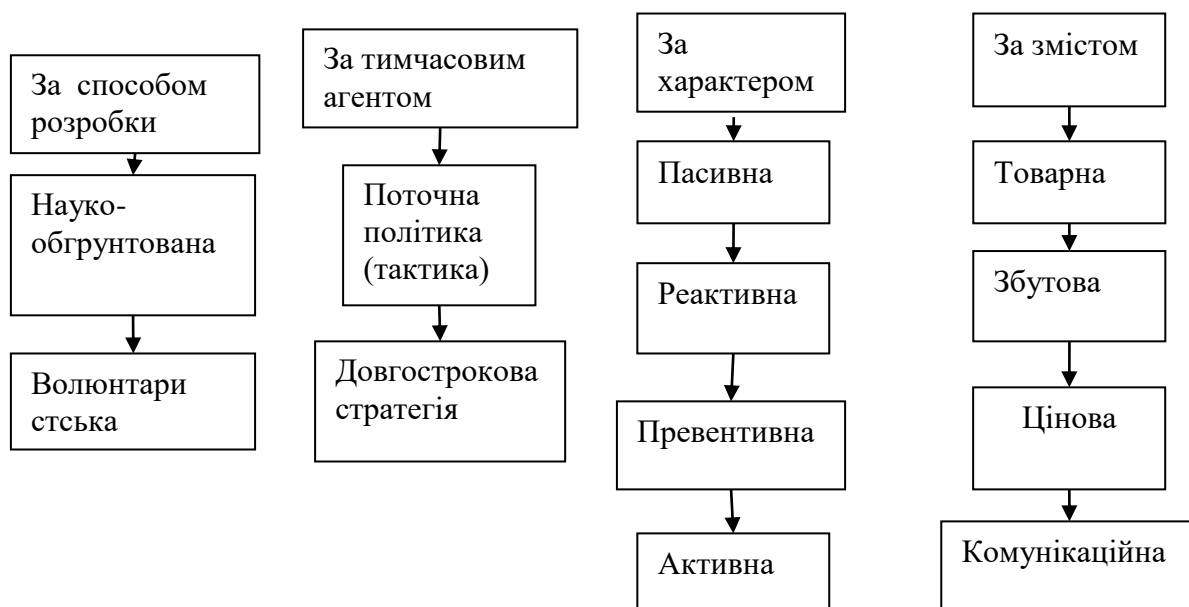 За способом
розробки
Науко-
обгрунтована
Волюнтари
стська
За тимчасовим
агентом
Поточна
політика
(тактика)
Довгострокова
стратегія
За
характером
Пасивна
Реактивна
Превентивна
Активна
За змістом
Товарна
Збутова
Цінова
Комунікаційна